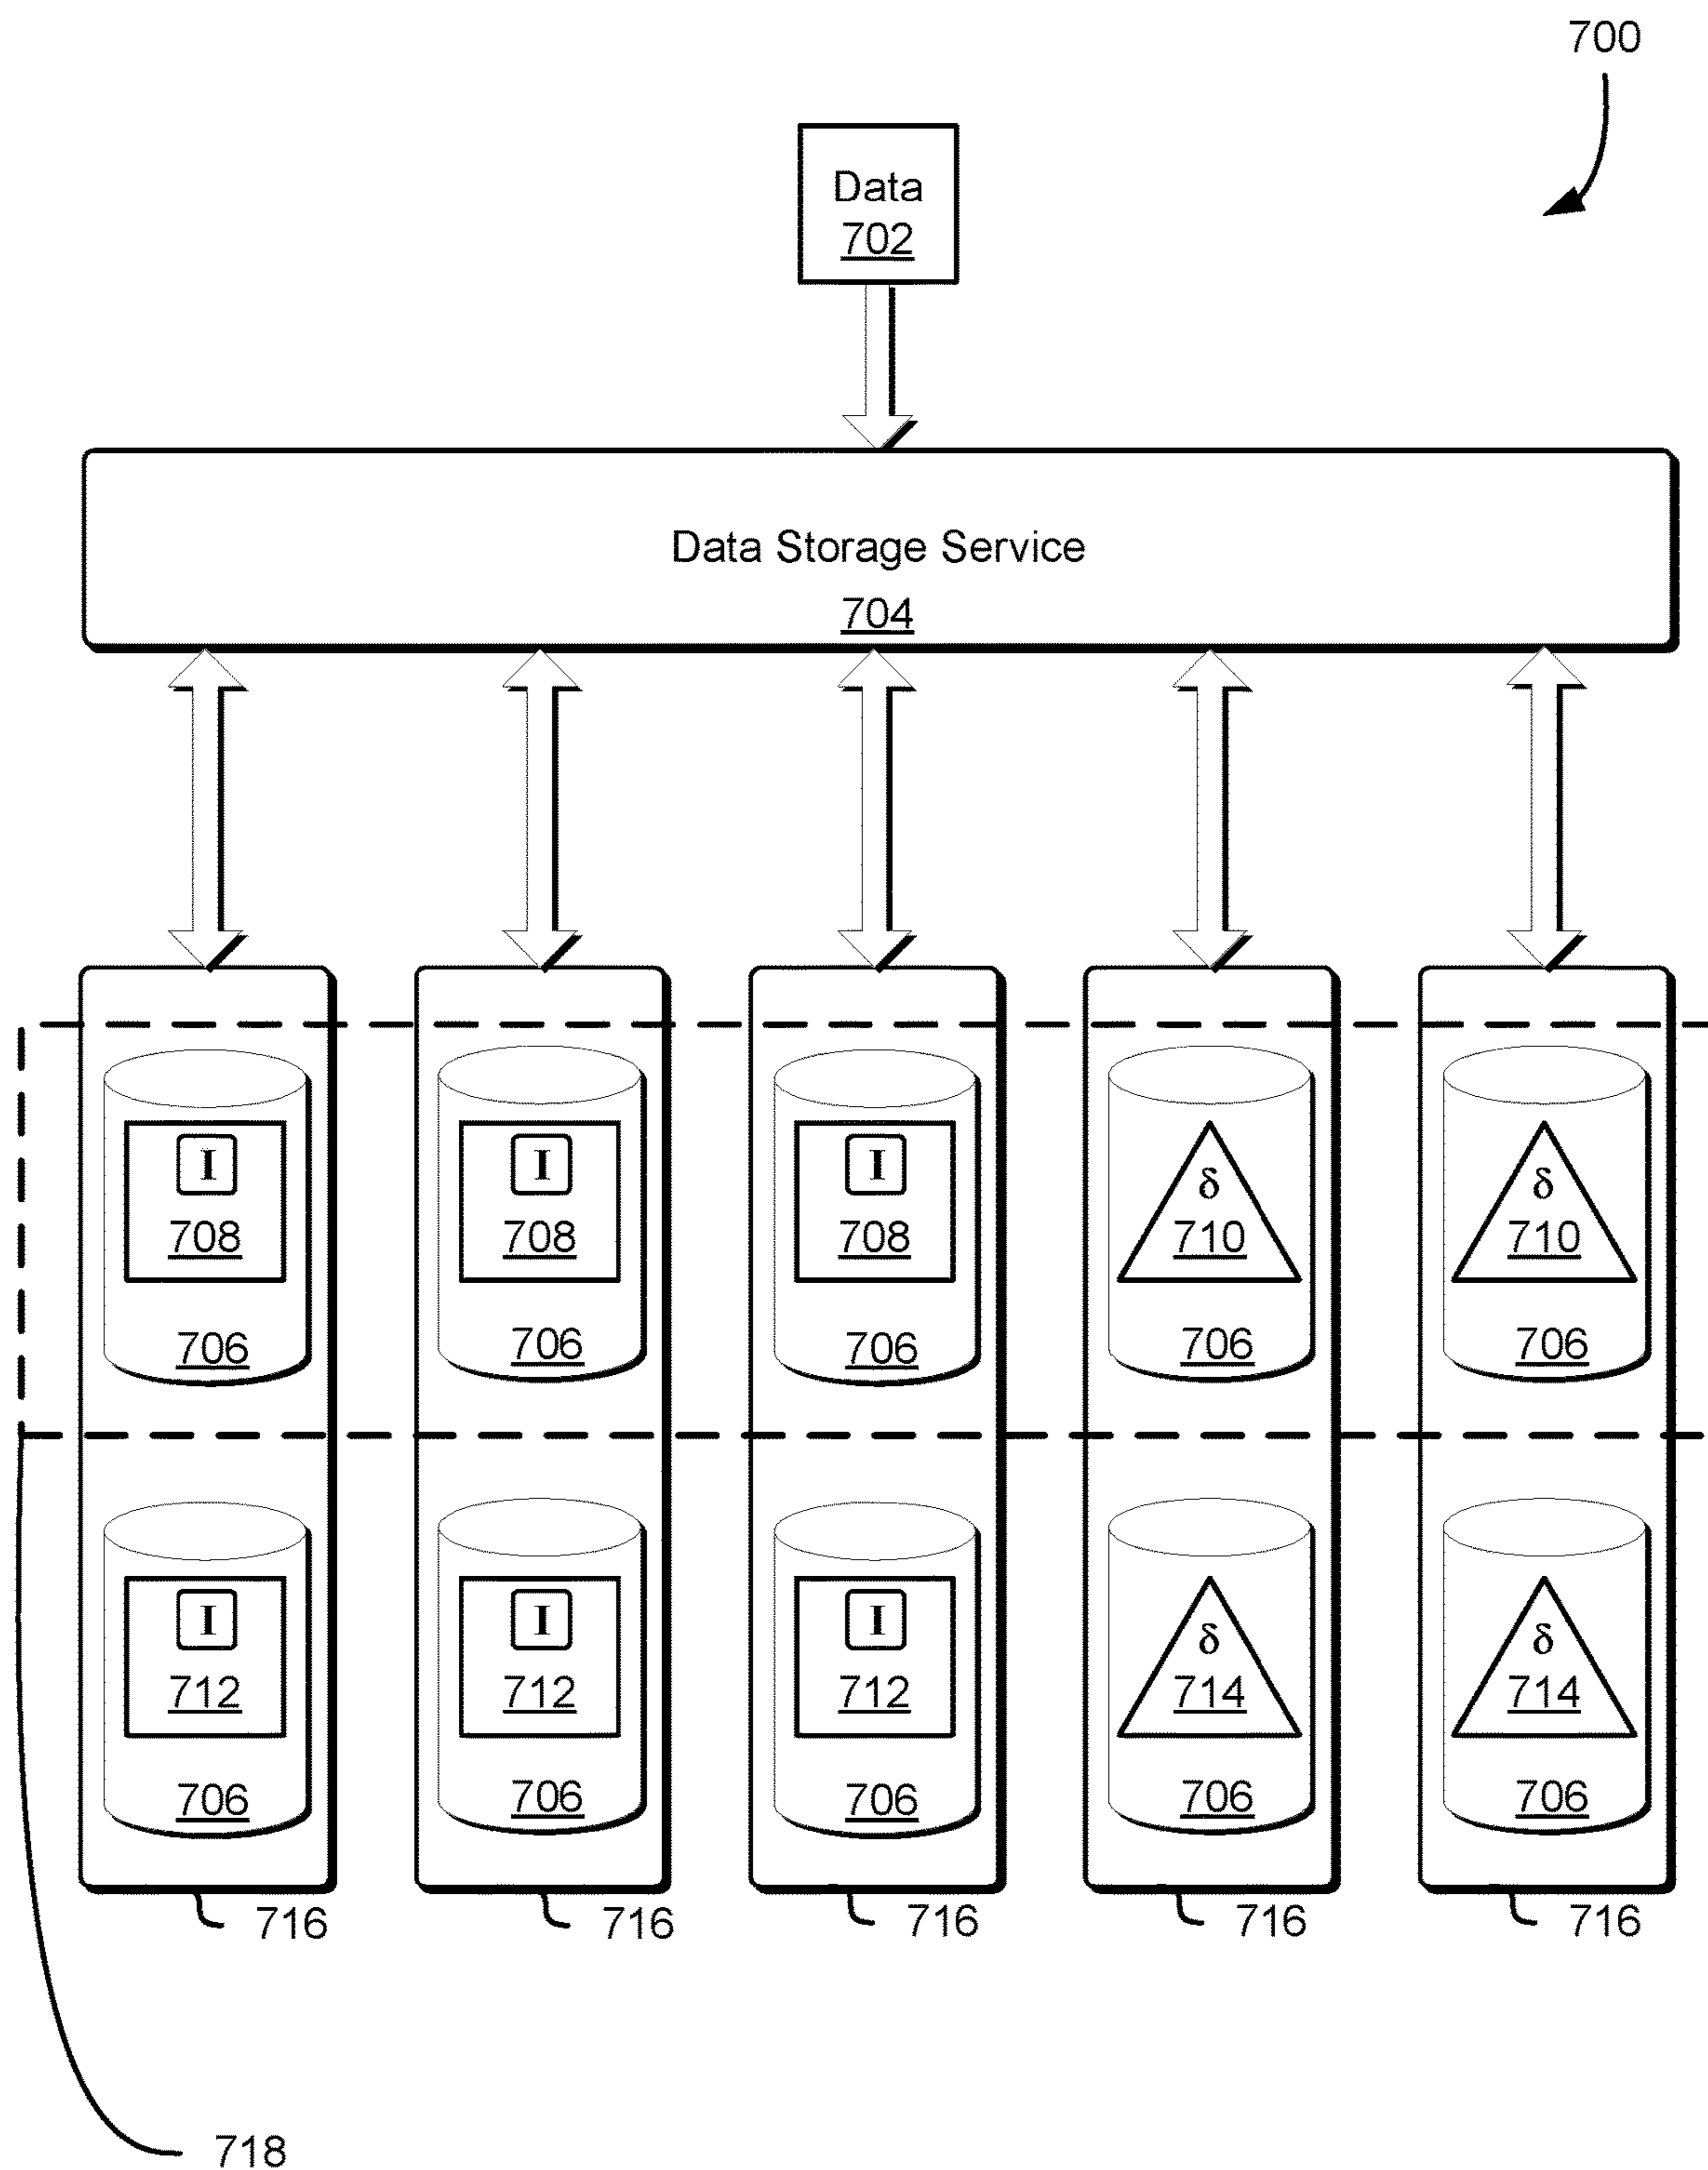 700
Data
702
Data Storage Service
704
I I I δ δ
708 708 708 710 710
706 706 706 706 706
I I I δ δ
712 712 712 714 714
706 706 706 706 706
716 716 716 716 716
718